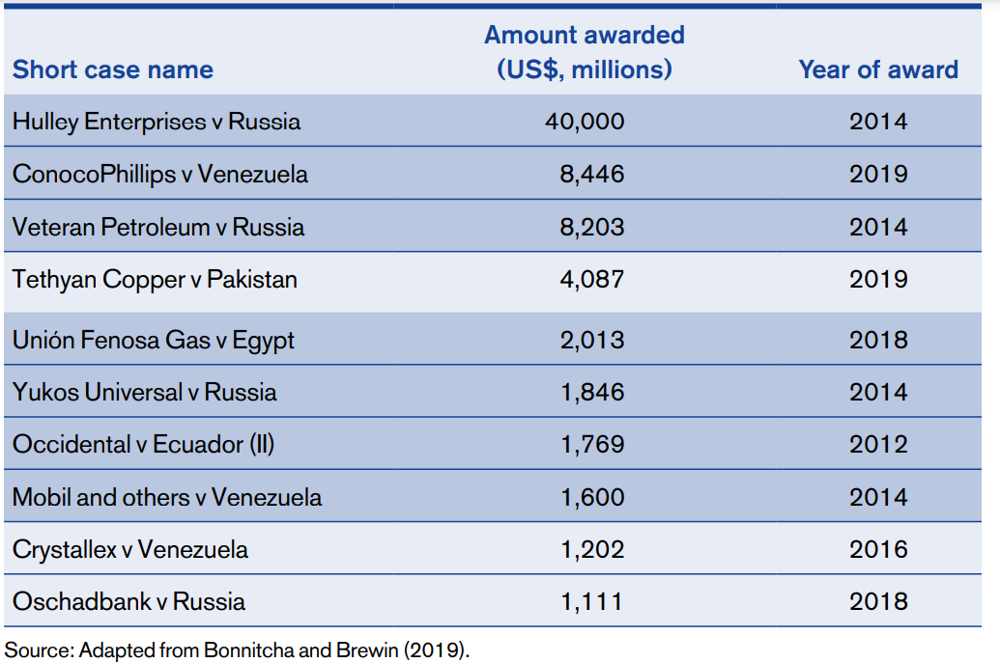 Short case name Amount awarded (US$, millions) Year of award
Hulley Enterprises v Russia 40,000 2014
ConocoPhillips v Venezuela 8,446 2019
Veteran Petroleum v Russia 8,203 2014
Tethyan Copper v Pakistan 4,087 2019
Unión Fenosa Gas v Egypt 2,013 2018
Yukos Universal v Russia 1,846 2014
Occidental v Ecuador (II) 1,769 2012
Mobil and others v Venezuela 1,600 2014
Crystallex v Venezuela 1,202 2016
Oschadbank v Russia 1,111 2018
Source: Adapted from Bonnitcha and Brewin (2019).